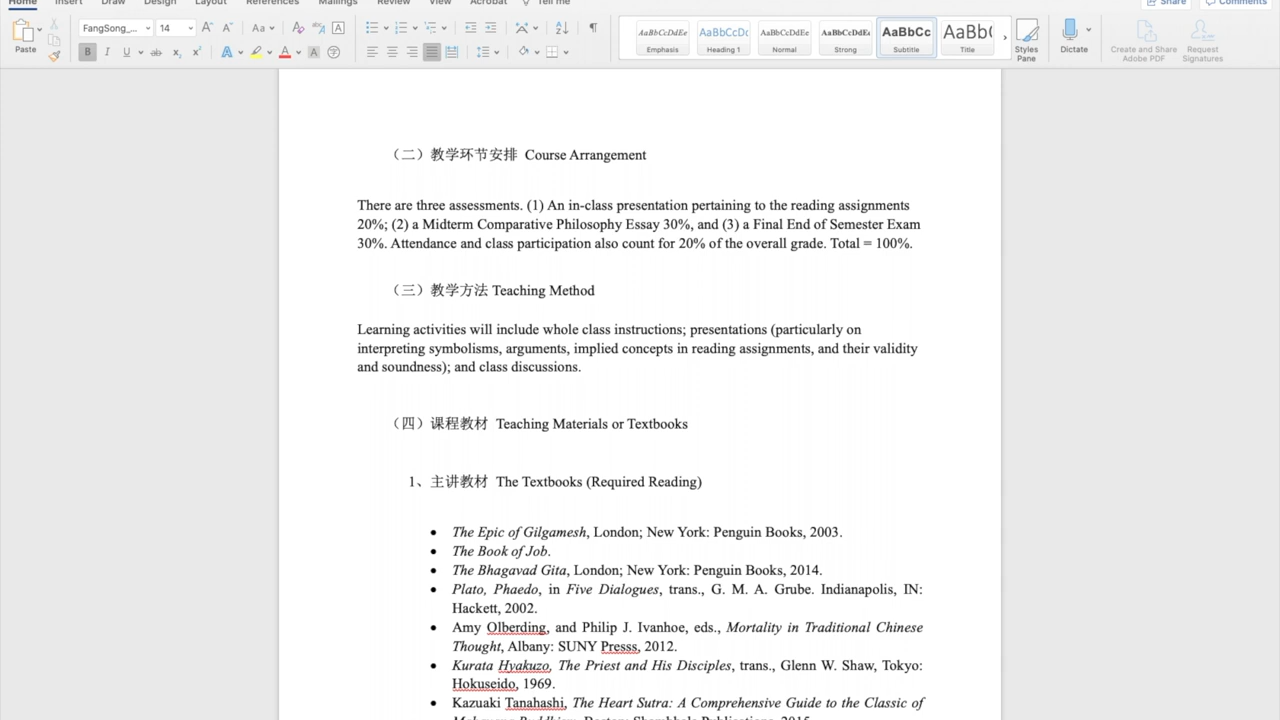 Home Insert Draw Design Layout References Mailings Review View Acrobat Tell me Share Comments
FangSong_... 14 Aa
Paste
B I U ab x₂ x² A A A
AaBbCcDdEe AaBbCcDc AaBbCcDdEe AaBbCcDdEe AaBbCc AaBb(
Emphasis Heading 1 Normal Strong Subtitle Title
Styles Pane
Dictate
Create and Share Adobe PDF
Request Signatures
（二）教学环节安排 Course Arrangement
There are three assessments. (1) An in-class presentation pertaining to the reading assignments
20%; (2) a Midterm Comparative Philosophy Essay 30%, and (3) a Final End of Semester Exam
30%. Attendance and class participation also count for 20% of the overall grade. Total = 100%.
（三）教学方法 Teaching Method
Learning activities will include whole class instructions; presentations (particularly on
interpreting symbolisms, arguments, implied concepts in reading assignments, and their validity
and soundness); and class discussions.
（四）课程教材 Teaching Materials or Textbooks
1、主讲教材 The Textbooks (Required Reading)
• The Epic of Gilgamesh, London; New York: Penguin Books, 2003.
• The Book of Job.
• The Bhagavad Gita, London; New York: Penguin Books, 2014.
• Plato, Phaedo, in Five Dialogues, trans., G. M. A. Grube. Indianapolis, IN:
Hackett, 2002.
• Amy Olberding, and Philip J. Ivanhoe, eds., Mortality in Traditional Chinese
Thought, Albany: SUNY Presss, 2012.
• Kurata Hyakuzo, The Priest and His Disciples, trans., Glenn W. Shaw, Tokyo:
Hokuseido, 1969.
• Kazuaki Tanahashi, The Heart Sutra: A Comprehensive Guide to the Classic of